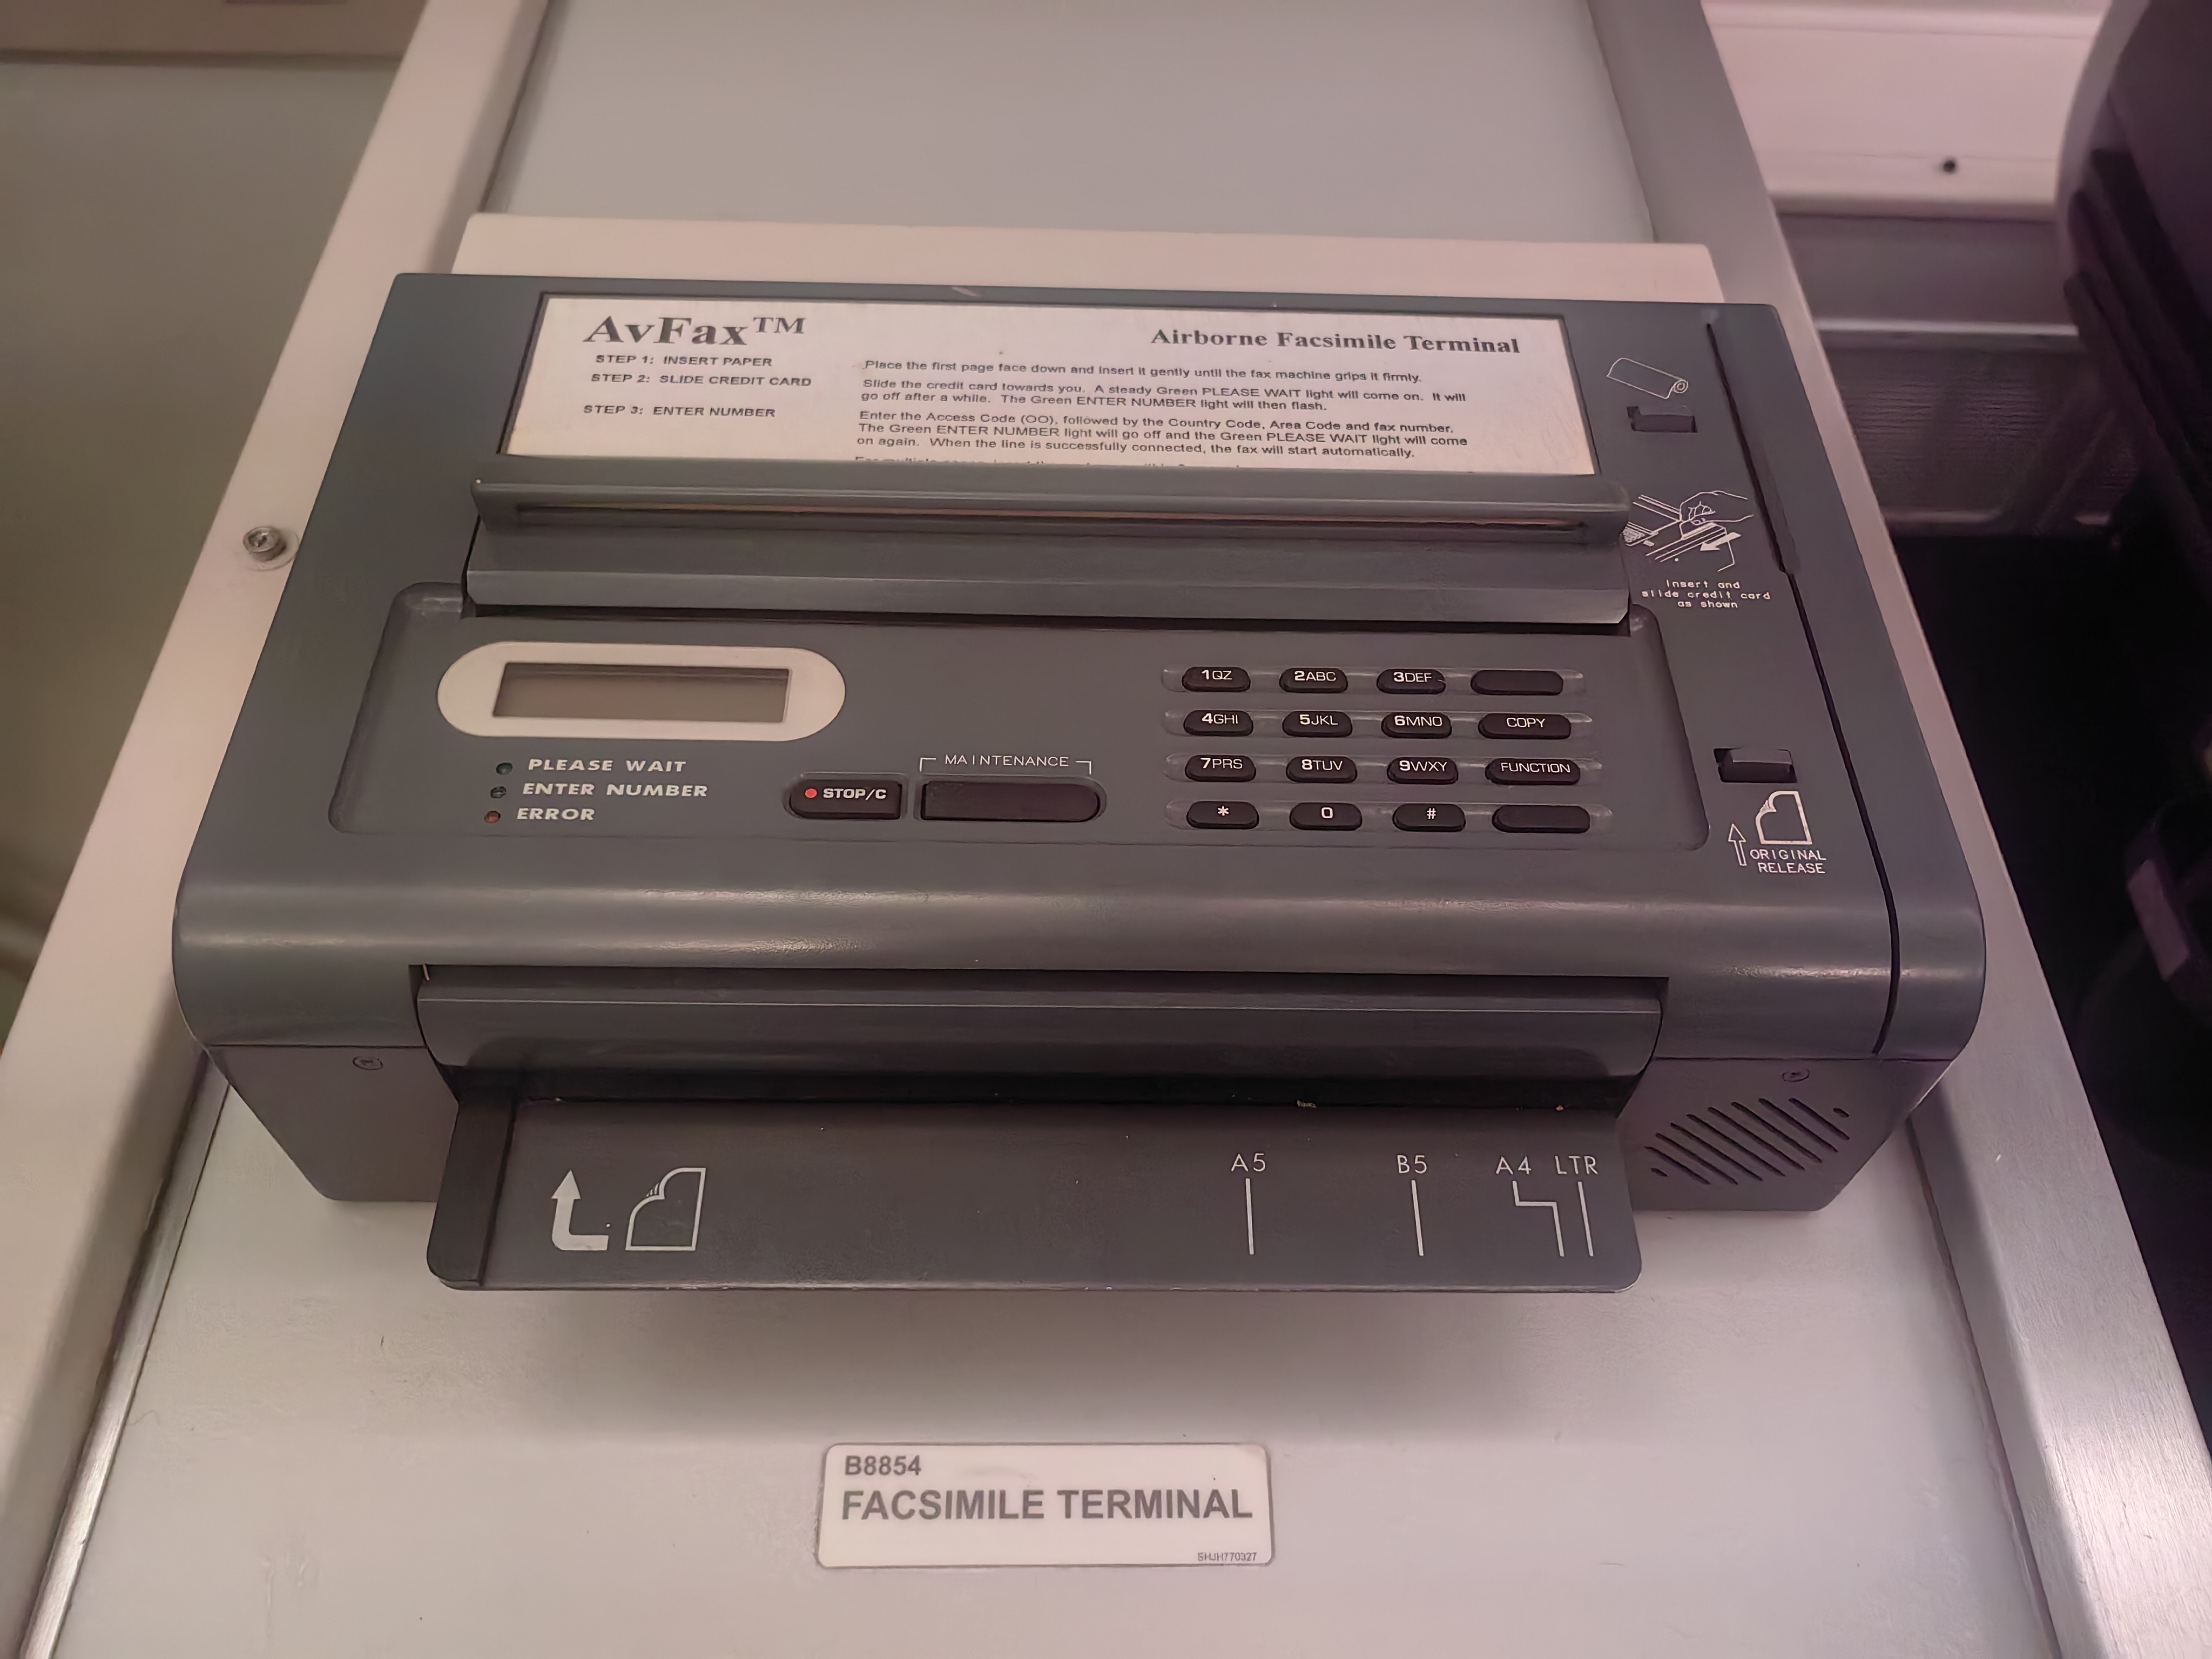 AvFax™
Airborne Facsimile Terminal
STEP 1: INSERT PAPER
Place the first page face down and insert it gently until the fax machine grips it firmly.
STEP 2: SLIDE CREDIT CARD
Slide the credit card towards you. A steady Green PLEASE WAIT light will come on. It will
go off after a while. The Green ENTER NUMBER light will then flash.
STEP 3: ENTER NUMBER
Enter the Access Code (OO), followed by the Country Code, Area Code and fax number.
The Green ENTER NUMBER light will go off and the Green PLEASE WAIT light will come
on again. When the line is successfully connected, the fax will start automatically.
Insert and
slide credit card
as shown
PLEASE WAIT
ENTER NUMBER
ERROR
STOP/C
MAINTENANCE
1QZ 2ABC 3DEF
4GHI 5JKL 6MNO COPY
7PRS 8TUV 9WXY FUNCTION
* 0 #
ORIGINAL
RELEASE
A5 B5 A4 LTR
B8854
FACSIMILE TERMINAL
SHJH770327